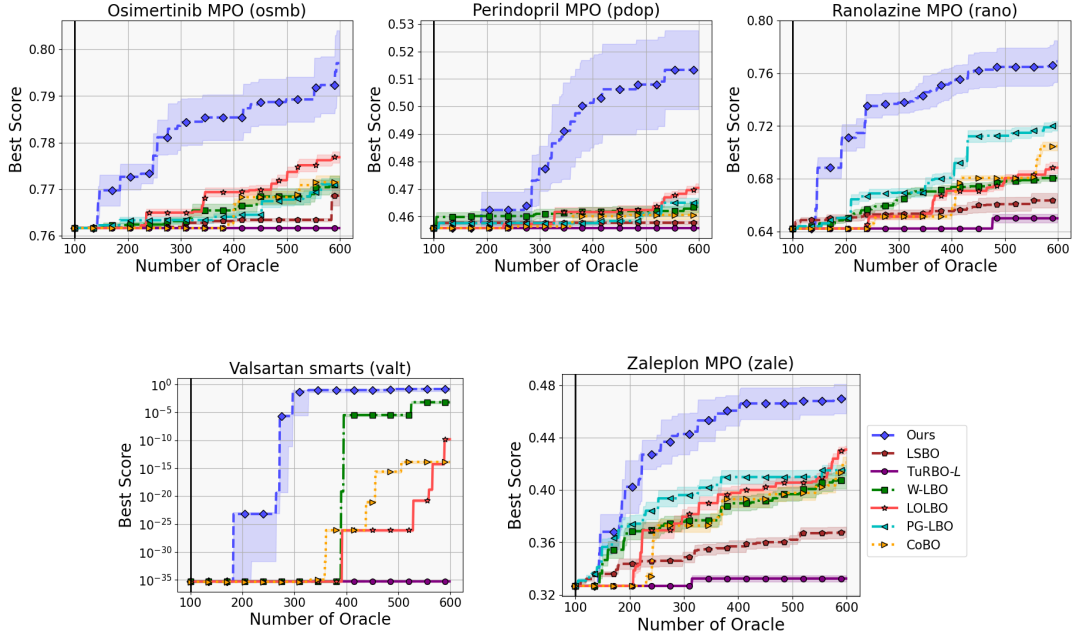 Osimertinib MPO (osmb)
0.80
0.79
0.78
0.77
0.76
100 200 300 400 500 600
Best Score
Number of Oracle
Perindopril MPO (pdop)
0.53
0.52
0.51
0.50
0.49
0.48
0.47
0.46
100 200 300 400 500 600
Best Score
Number of Oracle
Ranolazine MPO (rano)
0.80
0.76
0.72
0.68
0.64
100 200 300 400 500 600
Best Score
Number of Oracle
Valsartan smarts (valt)
10⁰
10⁻⁵
10⁻¹⁰
10⁻¹⁵
10⁻²⁰
10⁻²⁵
10⁻³⁰
10⁻³⁵
100 200 300 400 500 600
Best Score
Number of Oracle
Zaleplon MPO (zale)
0.48
0.44
0.40
0.36
0.32
100 200 300 400 500 600
Best Score
Number of Oracle
Ours
LSBO
TuRBO-L
W-LBO
LOLBO
PG-LBO
CoBO